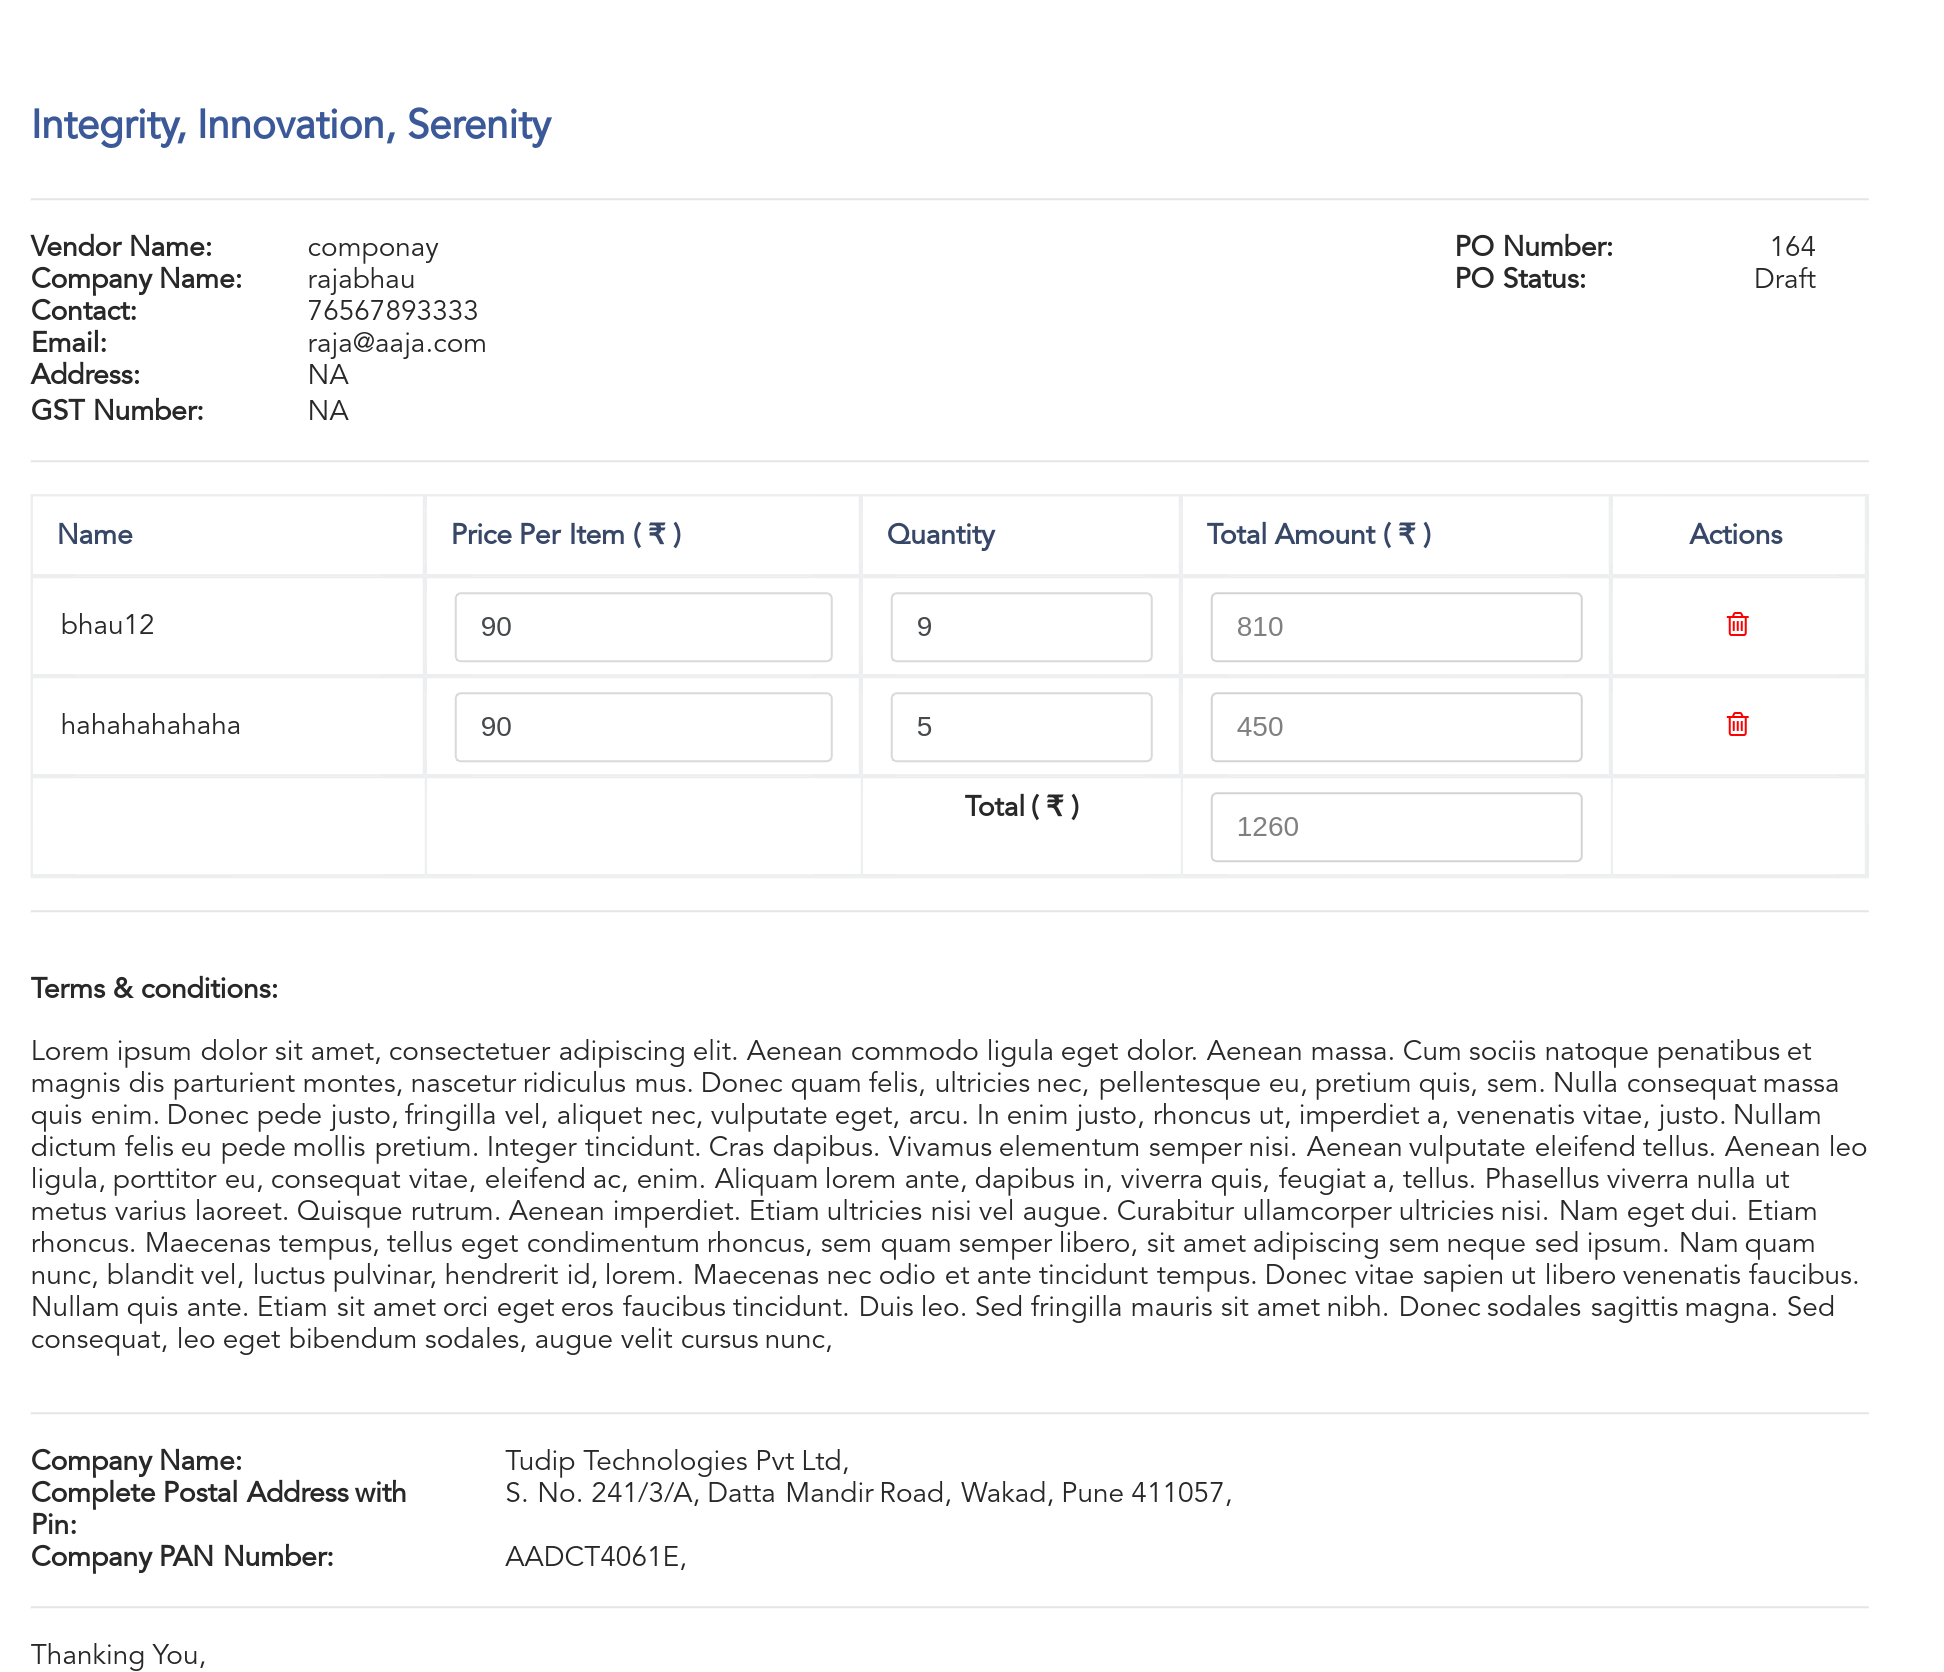 Integrity, Innovation, Serenity
Vendor Name: componay PO Number: 164
Company Name: rajabhau PO Status: Draft
Contact: 76567893333
Email: raja@aaja.com
Address: NA
GST Number: NA
Name Price Per Item ( ₹ ) Quantity Total Amount ( ₹ ) Actions
bhau12 90 9 810
hahahahahaha 90 5 450
Total ( ₹ ) 1260
Terms & conditions:
Lorem ipsum dolor sit amet, consectetuer adipiscing elit. Aenean commodo ligula eget dolor. Aenean massa. Cum sociis natoque penatibus et
magnis dis parturient montes, nascetur ridiculus mus. Donec quam felis, ultricies nec, pellentesque eu, pretium quis, sem. Nulla consequat massa
quis enim. Donec pede justo, fringilla vel, aliquet nec, vulputate eget, arcu. In enim justo, rhoncus ut, imperdiet a, venenatis vitae, justo. Nullam
dictum felis eu pede mollis pretium. Integer tincidunt. Cras dapibus. Vivamus elementum semper nisi. Aenean vulputate eleifend tellus. Aenean leo
ligula, porttitor eu, consequat vitae, eleifend ac, enim. Aliquam lorem ante, dapibus in, viverra quis, feugiat a, tellus. Phasellus viverra nulla ut
metus varius laoreet. Quisque rutrum. Aenean imperdiet. Etiam ultricies nisi vel augue. Curabitur ullamcorper ultricies nisi. Nam eget dui. Etiam
rhoncus. Maecenas tempus, tellus eget condimentum rhoncus, sem quam semper libero, sit amet adipiscing sem neque sed ipsum. Nam quam
nunc, blandit vel, luctus pulvinar, hendrerit id, lorem. Maecenas nec odio et ante tincidunt tempus. Donec vitae sapien ut libero venenatis faucibus.
Nullam quis ante. Etiam sit amet orci eget eros faucibus tincidunt. Duis leo. Sed fringilla mauris sit amet nibh. Donec sodales sagittis magna. Sed
consequat, leo eget bibendum sodales, augue velit cursus nunc,
Company Name: Tudip Technologies Pvt Ltd,
Complete Postal Address with S. No. 241/3/A, Datta Mandir Road, Wakad, Pune 411057,
Pin:
Company PAN Number: AADCT4061E,
Thanking You,